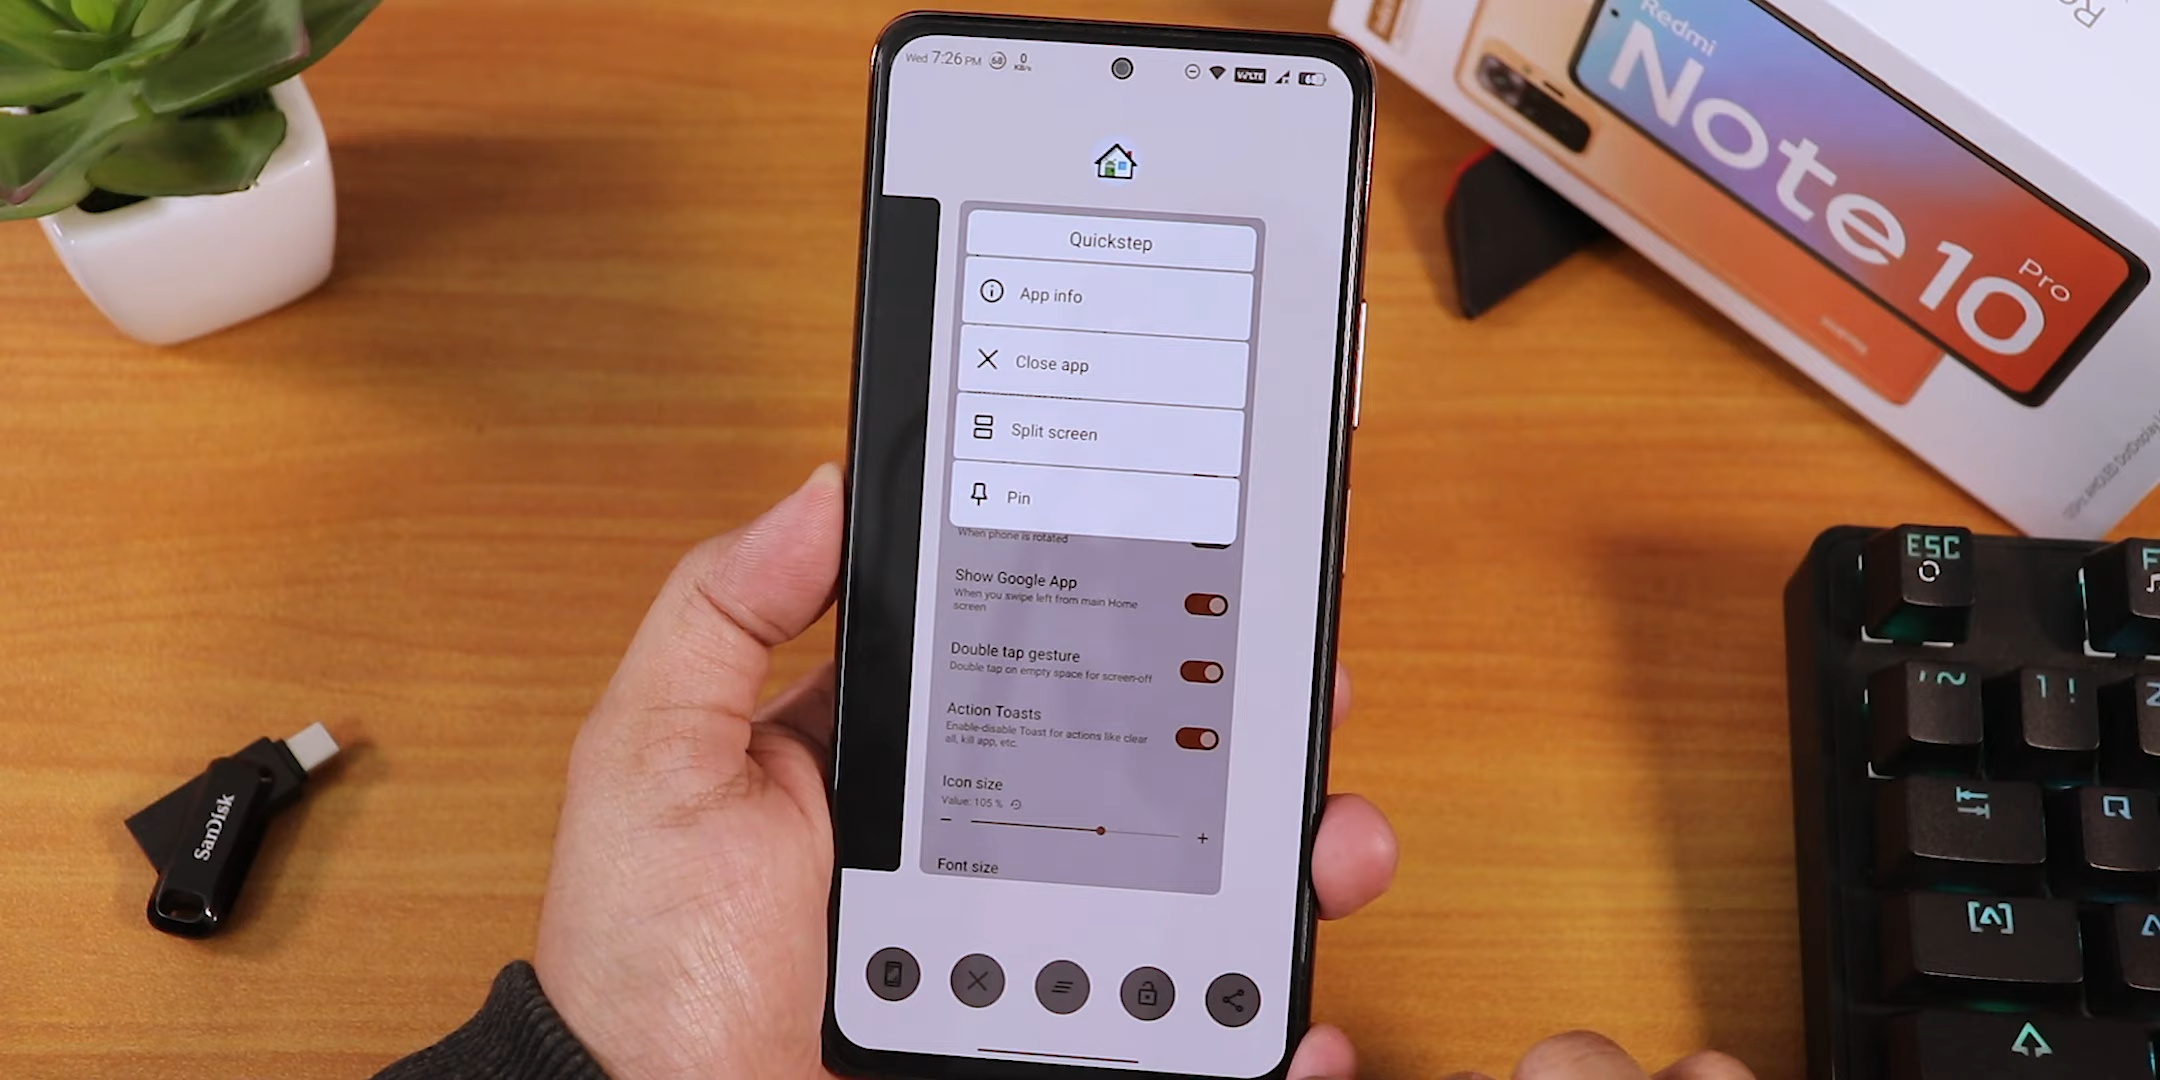 Wed 7:26 PM 68 0 KB/s
VoLTE 68
Quickstep
App info
Close app
Split screen
Pin
When phone is rotated
Show Google App
When you swipe left from main Home
screen
Double tap gesture
Double tap on empty space for screen-off
Action Toasts
Enable-disable Toast for actions like clear
all, kill app, etc.
Icon size
Value: 105 %
− +
Font size
SanDisk
Redmi
Note 10
Pro
ESC
F
' ~
1 !
[^]